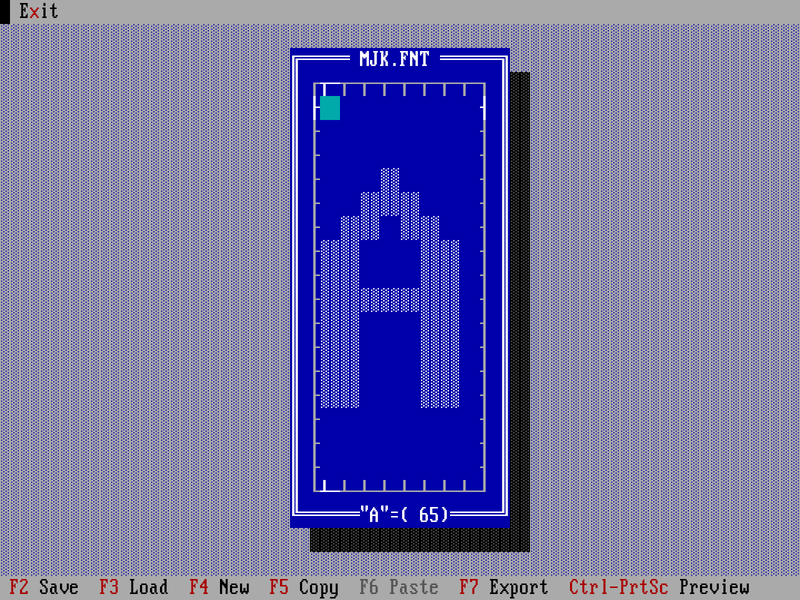 Exit
MJK.FNT
"A"=( 65)
F2 Save F3 Load F4 New F5 Copy F6 Paste F7 Export Ctrl-PrtSc Preview